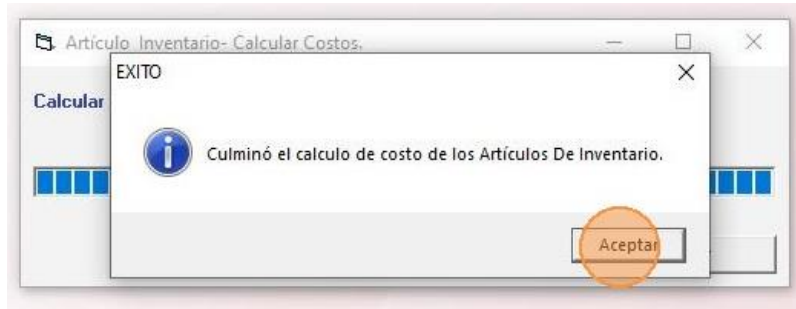 Artículo Inventario- Calcular Costos.
EXITO
Calcular
Culminó el calculo de costo de los Artículos De Inventario.
Aceptar